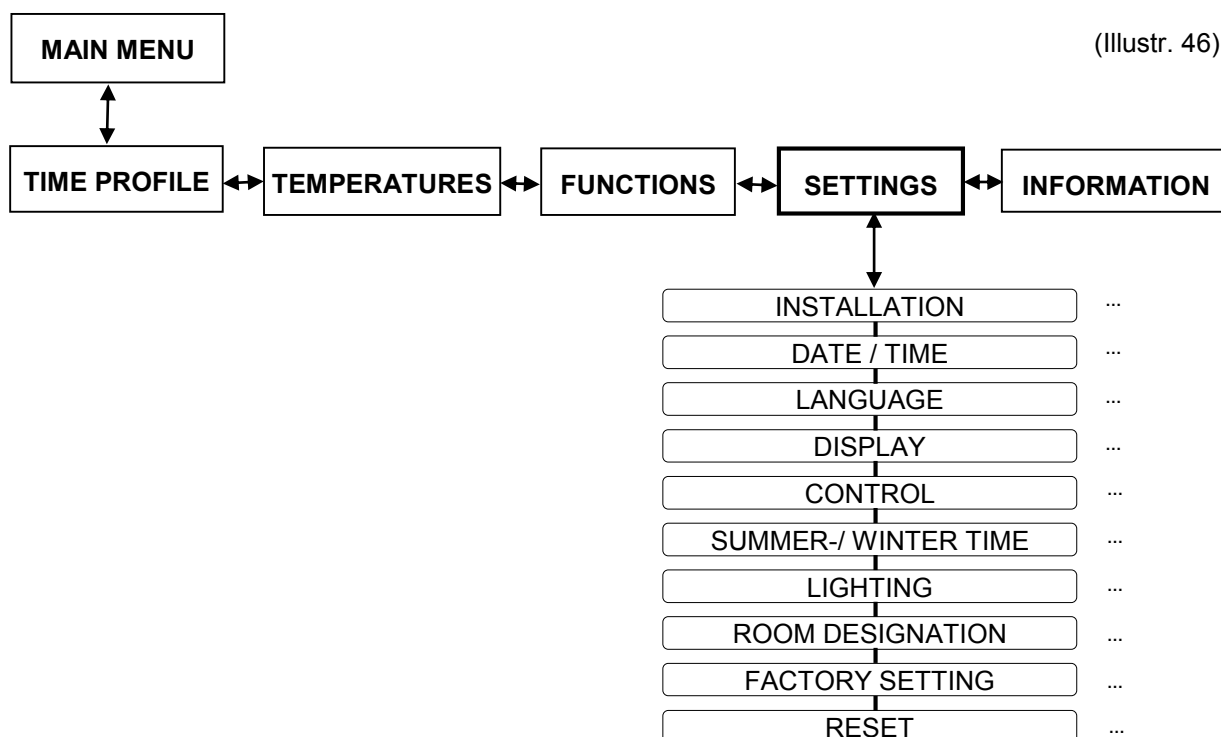 MAIN MENU
(Illustr. 46)
TIME PROFILE
TEMPERATURES
FUNCTIONS
SETTINGS
INFORMATION
INSTALLATION ...
DATE / TIME ...
LANGUAGE ...
DISPLAY ...
CONTROL ...
SUMMER-/ WINTER TIME ...
LIGHTING ...
ROOM DESIGNATION ...
FACTORY SETTING ...
RESET ...